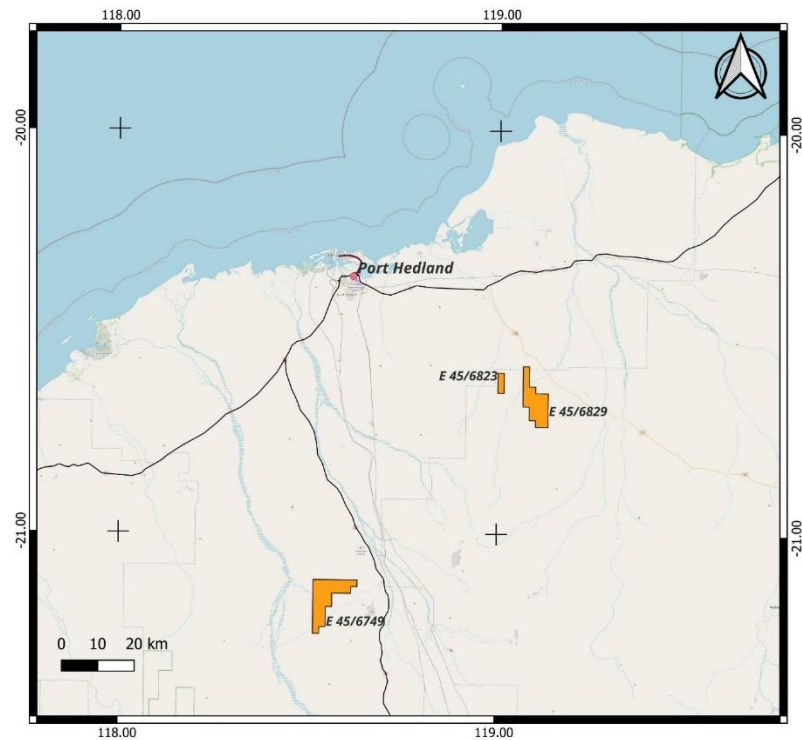 118.00 119.00
-20.00 -20.00
Port Hedland
E 45/6823
E 45/6829
-21.00 -21.00
E 45/6749
0 10 20 km
118.00 119.00